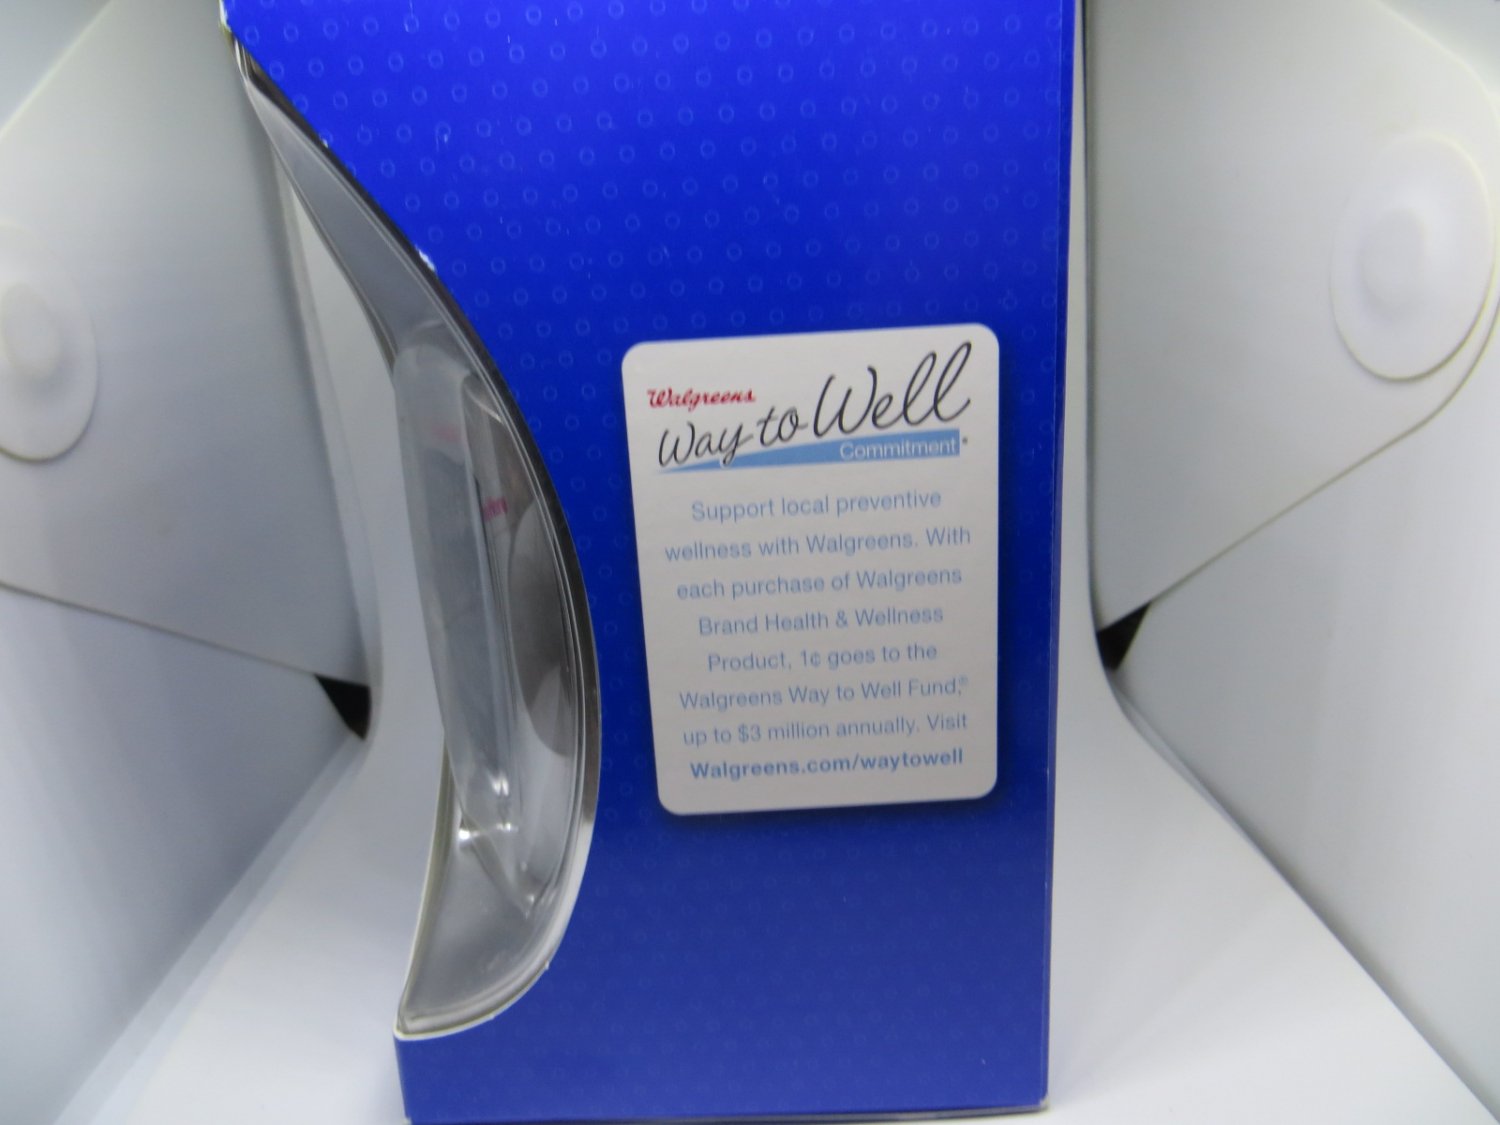 Walgreens
Way to Well
Commitment®
Support local preventive
wellness with Walgreens. With
each purchase of Walgreens
Brand Health & Wellness
Product, 1¢ goes to the
Walgreens Way to Well Fund,®
up to $3 million annually. Visit
Walgreens.com/waytowell